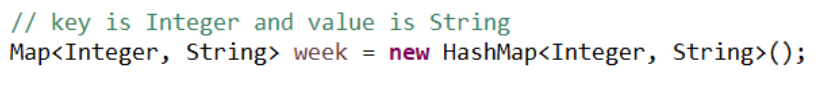 // key is Integer and value is String
Map<Integer, String> week = new HashMap<Integer, String>();